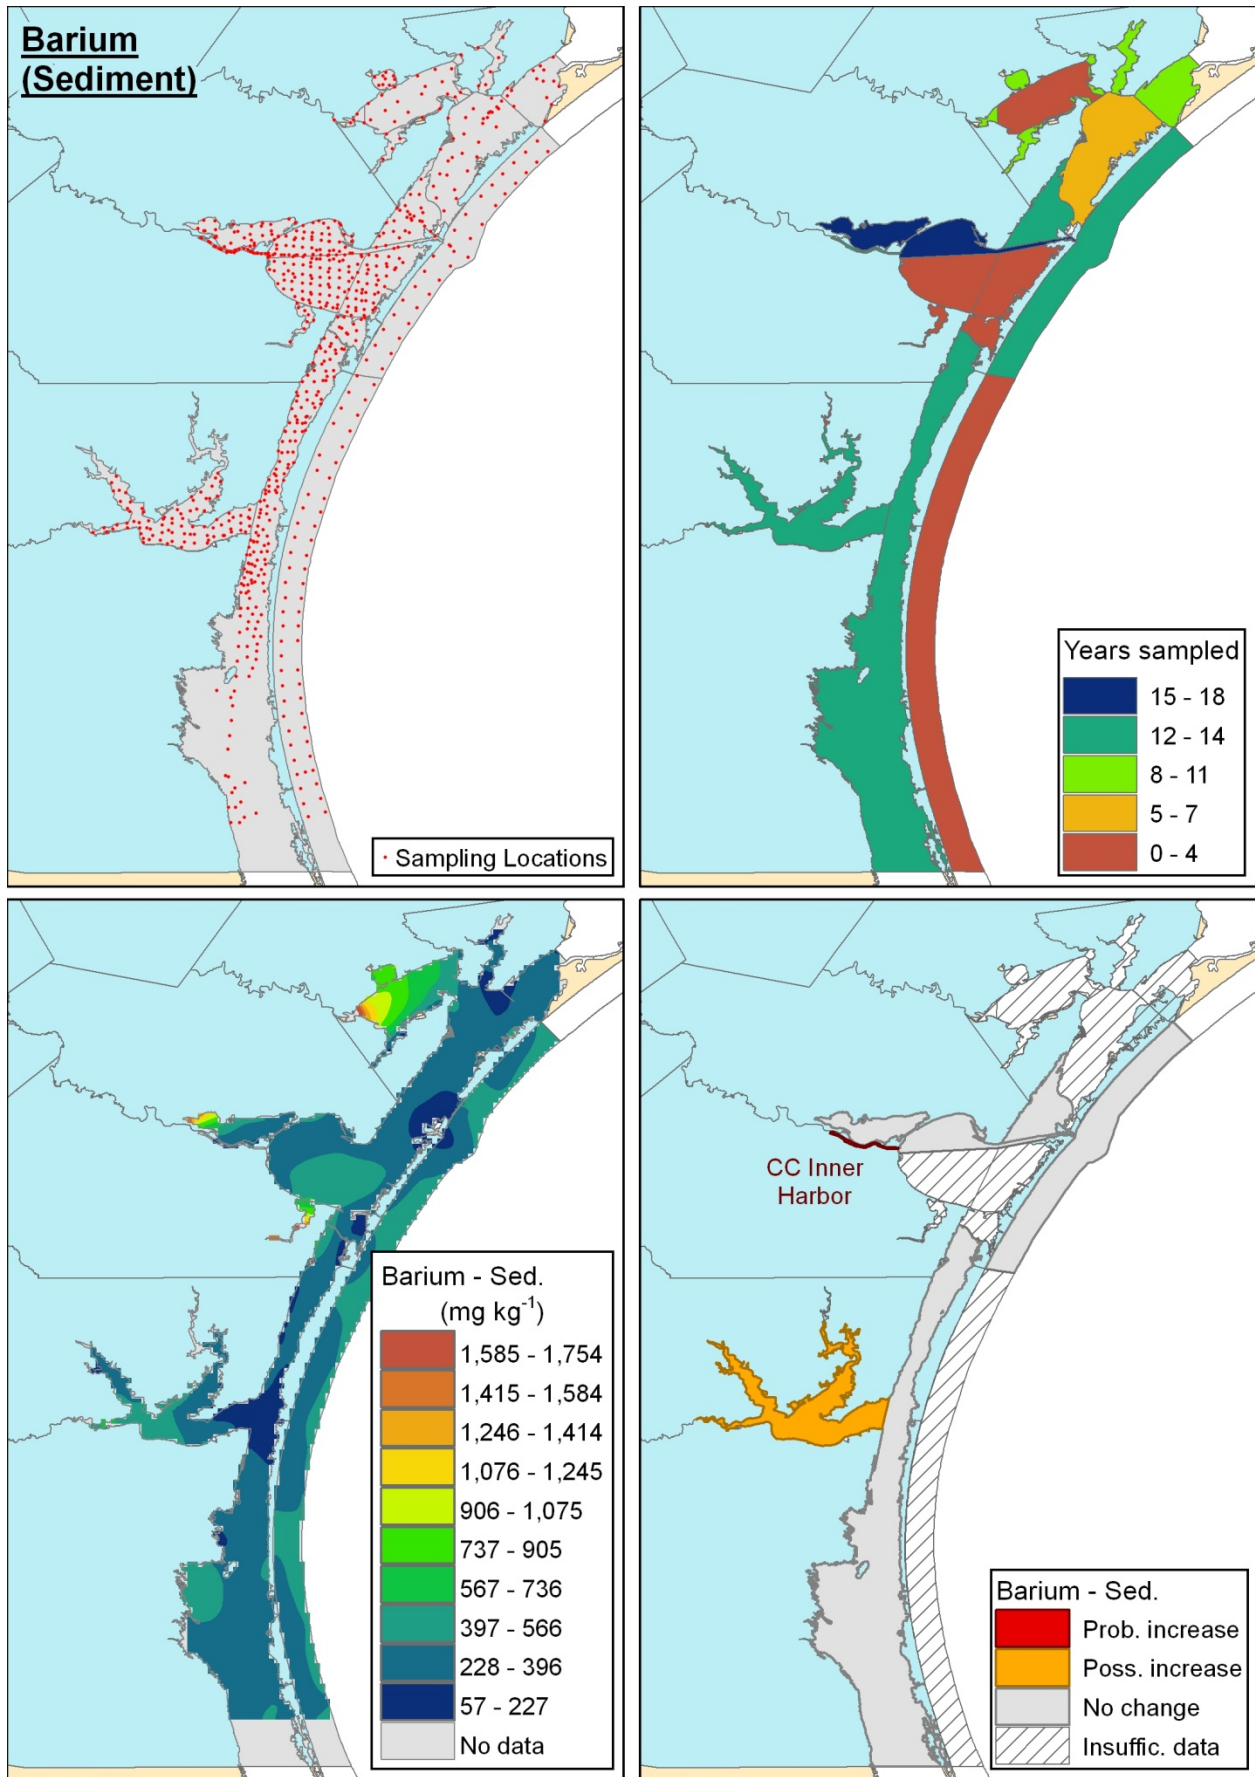 Barium
(Sediment)
Sampling Locations
Years sampled
15 - 18
12 - 14
8 - 11
5 - 7
0 - 4
Barium - Sed.
(mg kg⁻¹)
1,585 - 1,754
1,415 - 1,584
1,246 - 1,414
1,076 - 1,245
906 - 1,075
737 - 905
567 - 736
397 - 566
228 - 396
57 - 227
No data
CC Inner
Harbor
Barium - Sed.
Prob. increase
Poss. increase
No change
Insuffic. data